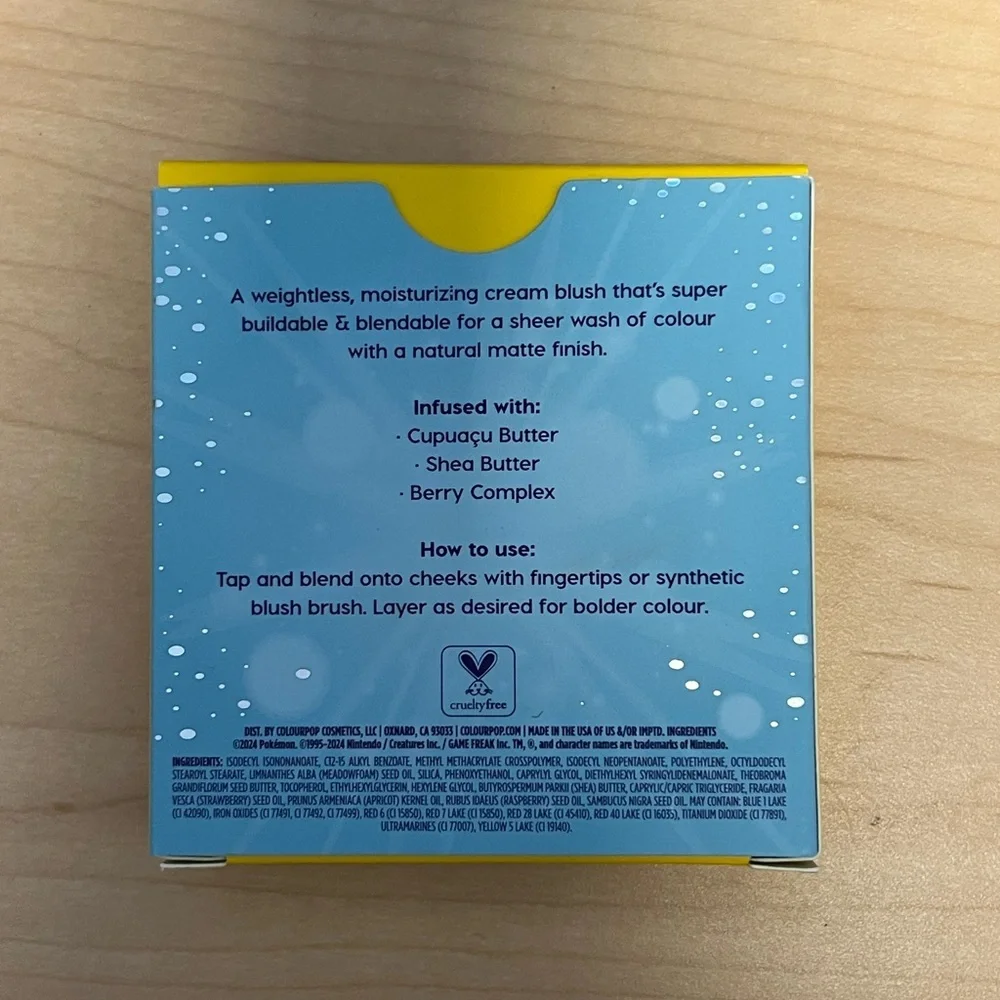 A weightless, moisturizing cream blush that's super
buildable & blendable for a sheer wash of colour
with a natural matte finish.
Infused with:
· Cupuaçu Butter
· Shea Butter
· Berry Complex
How to use:
Tap and blend onto cheeks with fingertips or synthetic
blush brush. Layer as desired for bolder colour.
crueltyfree
DIST. BY COLOURPOP COSMETICS, LLC | OXNARD, CA 93033 | COLOURPOP.COM | MADE IN THE USA OF US &/OR IMPTD. INGREDIENTS
©2024 Pokémon. ©1995-2024 Nintendo / Creatures Inc. / GAME FREAK Inc. TM, ®, and character names are trademarks of Nintendo.
INGREDIENTS: ISODECYL ISONONANOATE, C12-15 ALKYL BENZOATE, METHYL METHACRYLATE CROSSPOLYMER, ISODECYL NEOPENTANOATE, POLYETHYLENE, OCTYLDODECYL
STEAROYL STEARATE, LIMNANTHES ALBA (MEADOWFOAM) SEED OIL, SILICA, PHENOXYETHANOL, CAPRYLYL GLYCOL, DIETHYLHEXYL SYRINGYLIDENEMALONATE, THEOBROMA
GRANDIFLORUM SEED BUTTER, TOCOPHEROL, ETHYLHEXYLGLYCERIN, HEXYLENE GLYCOL, BUTYROSPERMUM PARKII (SHEA) BUTTER, CAPRYLIC/CAPRIC TRIGLYCERIDE, FRAGARIA
VESCA (STRAWBERRY) SEED OIL, PRUNUS ARMENIACA (APRICOT) KERNEL OIL, RUBUS IDAEUS (RASPBERRY) SEED OIL, SAMBUCUS NIGRA SEED OIL. MAY CONTAIN: BLUE 1 LAKE
(CI 42090), IRON OXIDES (CI 77491, CI 77492, CI 77499), RED 6 (CI 15850), RED 7 LAKE (CI 15850), RED 28 LAKE (CI 45410), RED 40 LAKE (CI 16035), TITANIUM DIOXIDE (CI 77891),
ULTRAMARINES (CI 77007), YELLOW 5 LAKE (CI 19140).